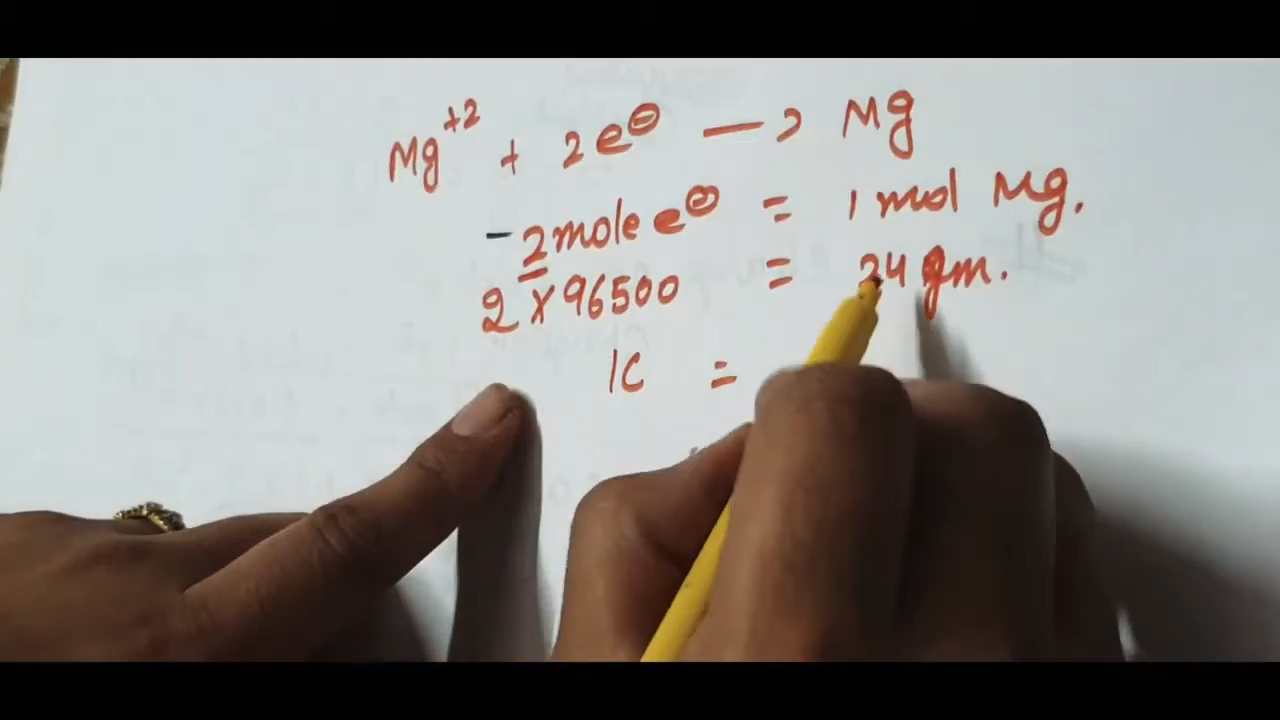 Mg⁺² + 2e⊖ → Mg
- 2mole e⊖ = 1 mol Mg.
2 × 96500 = 24 gm.
1C =